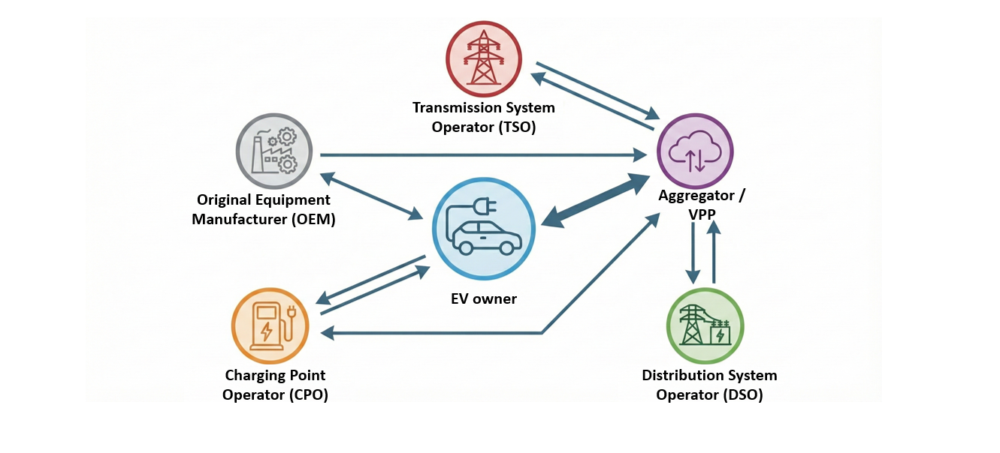 Transmission System
Operator (TSO)
Original Equipment
Manufacturer (OEM)
Aggregator /
VPP
EV owner
Charging Point
Operator (CPO)
Distribution System
Operator (DSO)